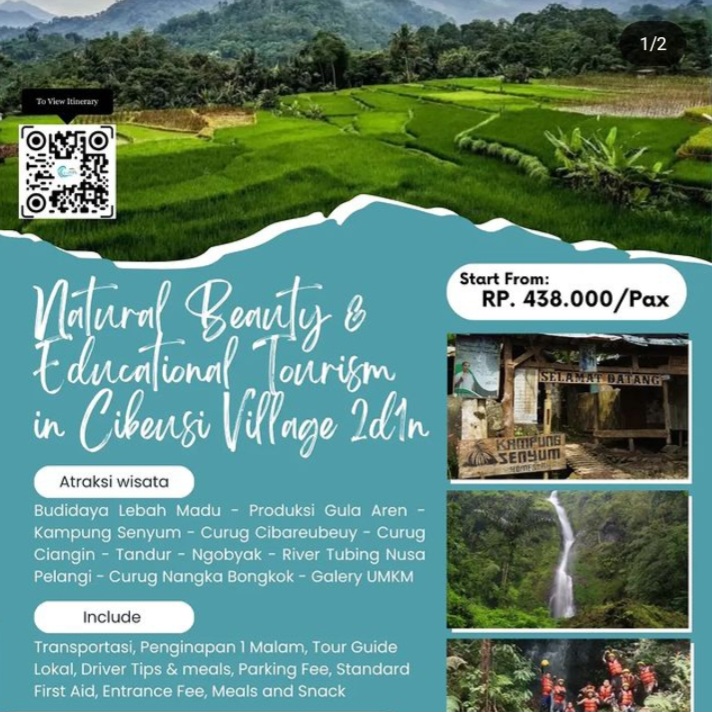 1/2
To View Itinerary
Start From:
RP. 438.000/Pax
Natural Beauty &
Educational Tourism
in Cibeusi Village 2d1n
SELAMAT DATANG
KAMPUNG
SENYUM
Atraksi wisata
Budidaya Lebah Madu - Produksi Gula Aren -
Kampung Senyum - Curug Cibareubeuy - Curug
Ciangin - Tandur - Ngobyak - River Tubing Nusa
Pelangi - Curug Nangka Bongkok - Galery UMKM
Include
Transportasi, Penginapan 1 Malam, Tour Guide
Lokal, Driver Tips & meals, Parking Fee, Standard
First Aid, Entrance Fee, Meals and Snack